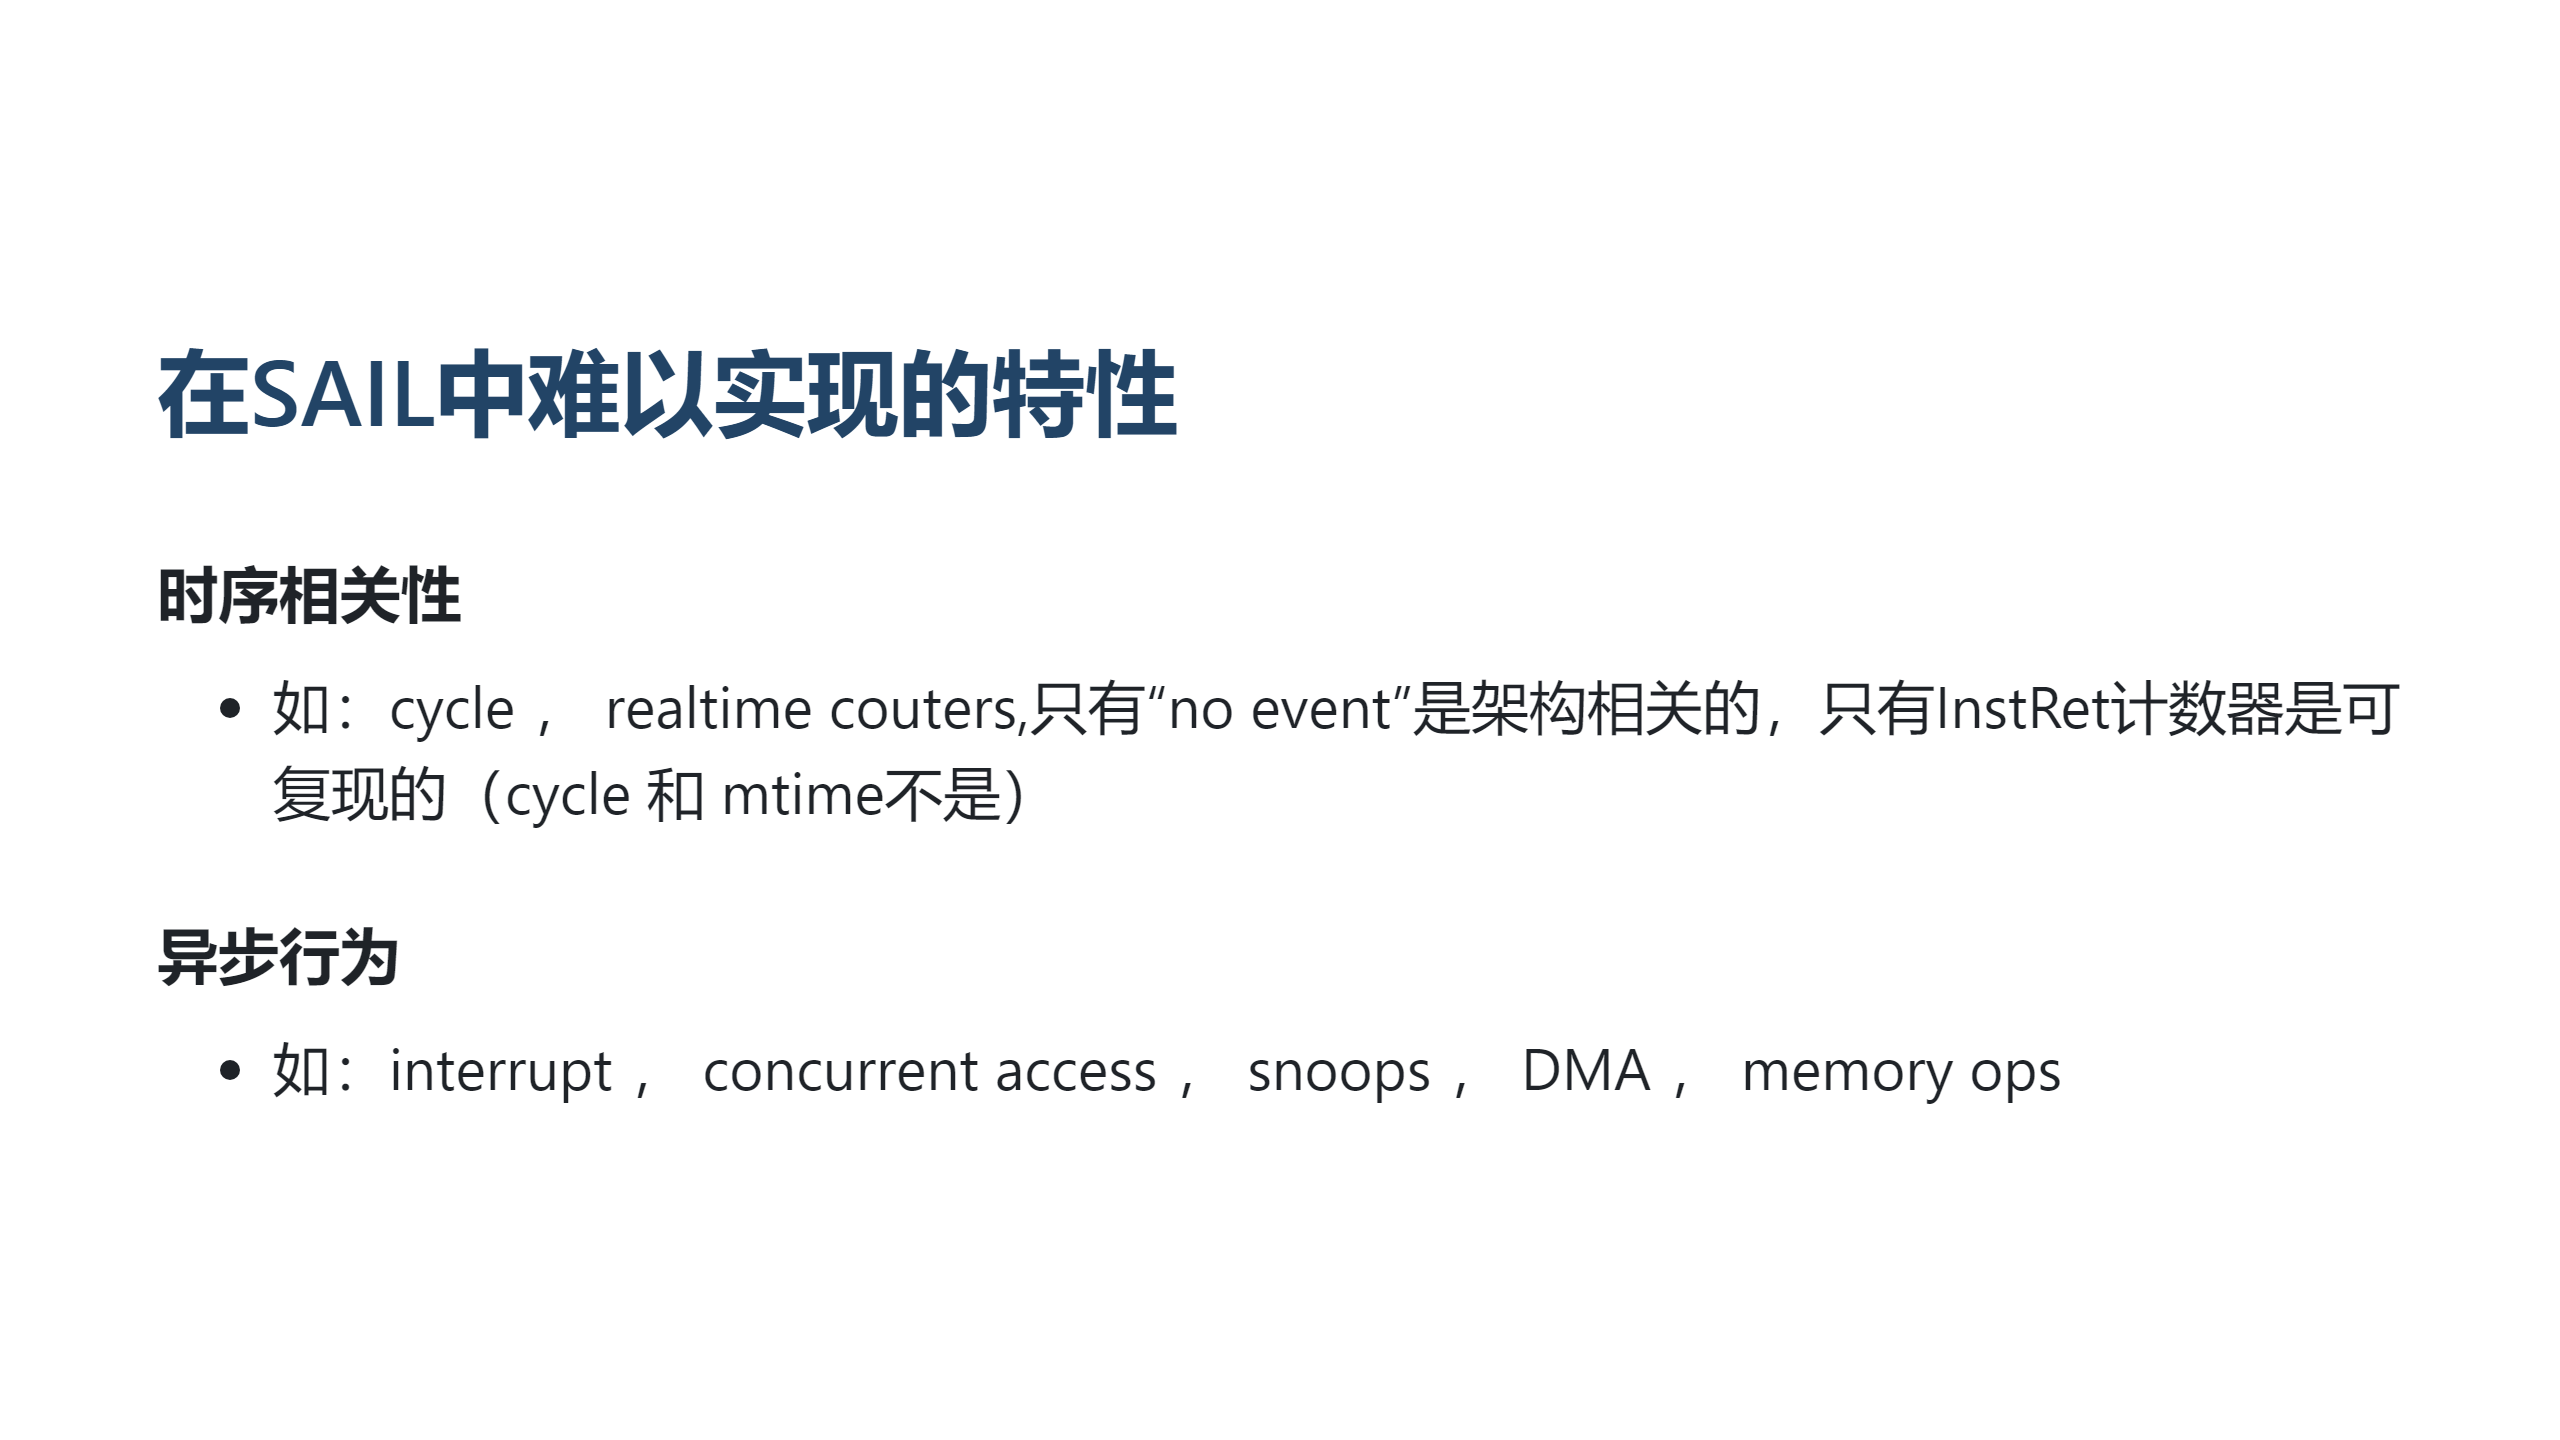 在SAIL中难以实现的特性
时序相关性
• 如：cycle ， realtime couters,只有“no event”是架构相关的，只有InstRet计数器是可
复现的（cycle 和 mtime不是）
异步行为
• 如：interrupt ， concurrent access ， snoops ， DMA ， memory ops